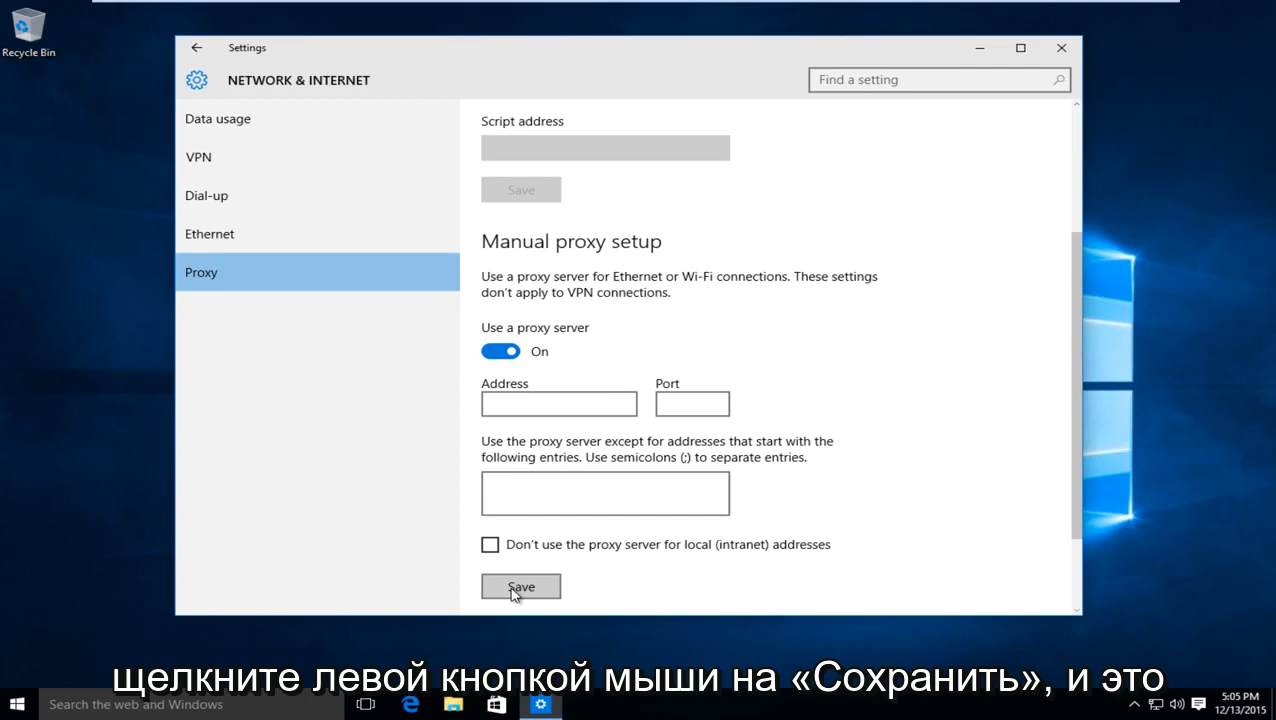 Recycle Bin
Settings
NETWORK & INTERNET
Find a setting
Data usage
VPN
Dial-up
Ethernet
Proxy
Script address
Save
Manual proxy setup
Use a proxy server for Ethernet or Wi-Fi connections. These settings
don't apply to VPN connections.
Use a proxy server
On
Address Port
Use the proxy server except for addresses that start with the
following entries. Use semicolons (;) to separate entries.
Don't use the proxy server for local (intranet) addresses
Save
щелкните левой кнопкой мыши на «Сохранить», и это
Search the web and Windows
5:05 PM
12/13/2015